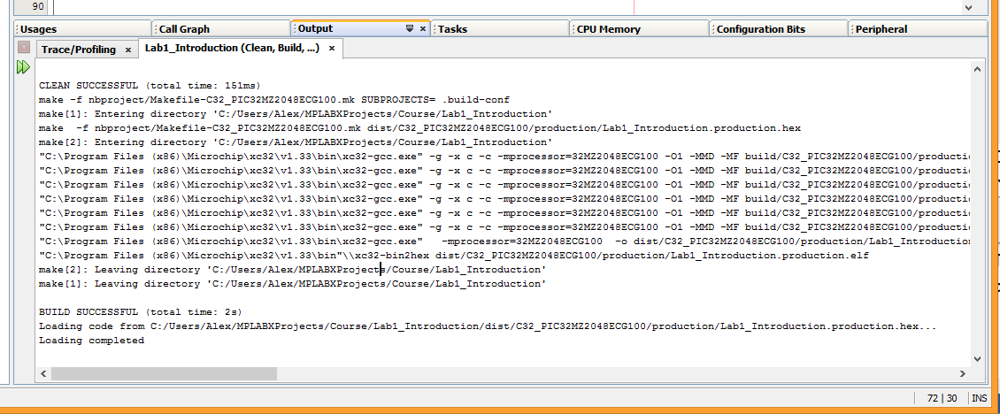 90
Usages Call Graph Output Tasks CPU Memory Configuration Bits Peripheral
Trace/Profiling Lab1_Introduction (Clean, Build, ...)
CLEAN SUCCESSFUL (total time: 151ms)
make -f nbproject/Makefile-C32_PIC32MZ2048ECG100.mk SUBPROJECTS= .build-conf
make[1]: Entering directory 'C:/Users/Alex/MPLABXProjects/Course/Lab1_Introduction'
make  -f nbproject/Makefile-C32_PIC32MZ2048ECG100.mk dist/C32_PIC32MZ2048ECG100/production/Lab1_Introduction.production.hex
make[2]: Entering directory 'C:/Users/Alex/MPLABXProjects/Course/Lab1_Introduction'
"C:\Program Files (x86)\Microchip\xc32\v1.33\bin\xc32-gcc.exe" -g -x c -c -mprocessor=32MZ2048ECG100 -O1 -MMD -MF build/C32_PIC32MZ2048ECG100/productio
"C:\Program Files (x86)\Microchip\xc32\v1.33\bin\xc32-gcc.exe" -g -x c -c -mprocessor=32MZ2048ECG100 -O1 -MMD -MF build/C32_PIC32MZ2048ECG100/productio
"C:\Program Files (x86)\Microchip\xc32\v1.33\bin\xc32-gcc.exe" -g -x c -c -mprocessor=32MZ2048ECG100 -O1 -MMD -MF build/C32_PIC32MZ2048ECG100/productio
"C:\Program Files (x86)\Microchip\xc32\v1.33\bin\xc32-gcc.exe" -g -x c -c -mprocessor=32MZ2048ECG100 -O1 -MMD -MF build/C32_PIC32MZ2048ECG100/productio
"C:\Program Files (x86)\Microchip\xc32\v1.33\bin\xc32-gcc.exe" -g -x c -c -mprocessor=32MZ2048ECG100 -O1 -MMD -MF build/C32_PIC32MZ2048ECG100/productio
"C:\Program Files (x86)\Microchip\xc32\v1.33\bin\xc32-gcc.exe" -g -x c -c -mprocessor=32MZ2048ECG100 -O1 -MMD -MF build/C32_PIC32MZ2048ECG100/productio
"C:\Program Files (x86)\Microchip\xc32\v1.33\bin\xc32-gcc.exe"   -mprocessor=32MZ2048ECG100  -o dist/C32_PIC32MZ2048ECG100/production/Lab1_Introduction
"C:\Program Files (x86)\Microchip\xc32\v1.33\bin"\\xc32-bin2hex dist/C32_PIC32MZ2048ECG100/production/Lab1_Introduction.production.elf
make[2]: Leaving directory 'C:/Users/Alex/MPLABXProjects/Course/Lab1_Introduction'
make[1]: Leaving directory 'C:/Users/Alex/MPLABXProjects/Course/Lab1_Introduction'
BUILD SUCCESSFUL (total time: 2s)
Loading code from C:/Users/Alex/MPLABXProjects/Course/Lab1_Introduction/dist/C32_PIC32MZ2048ECG100/production/Lab1_Introduction.production.hex...
Loading completed
72 | 30 INS